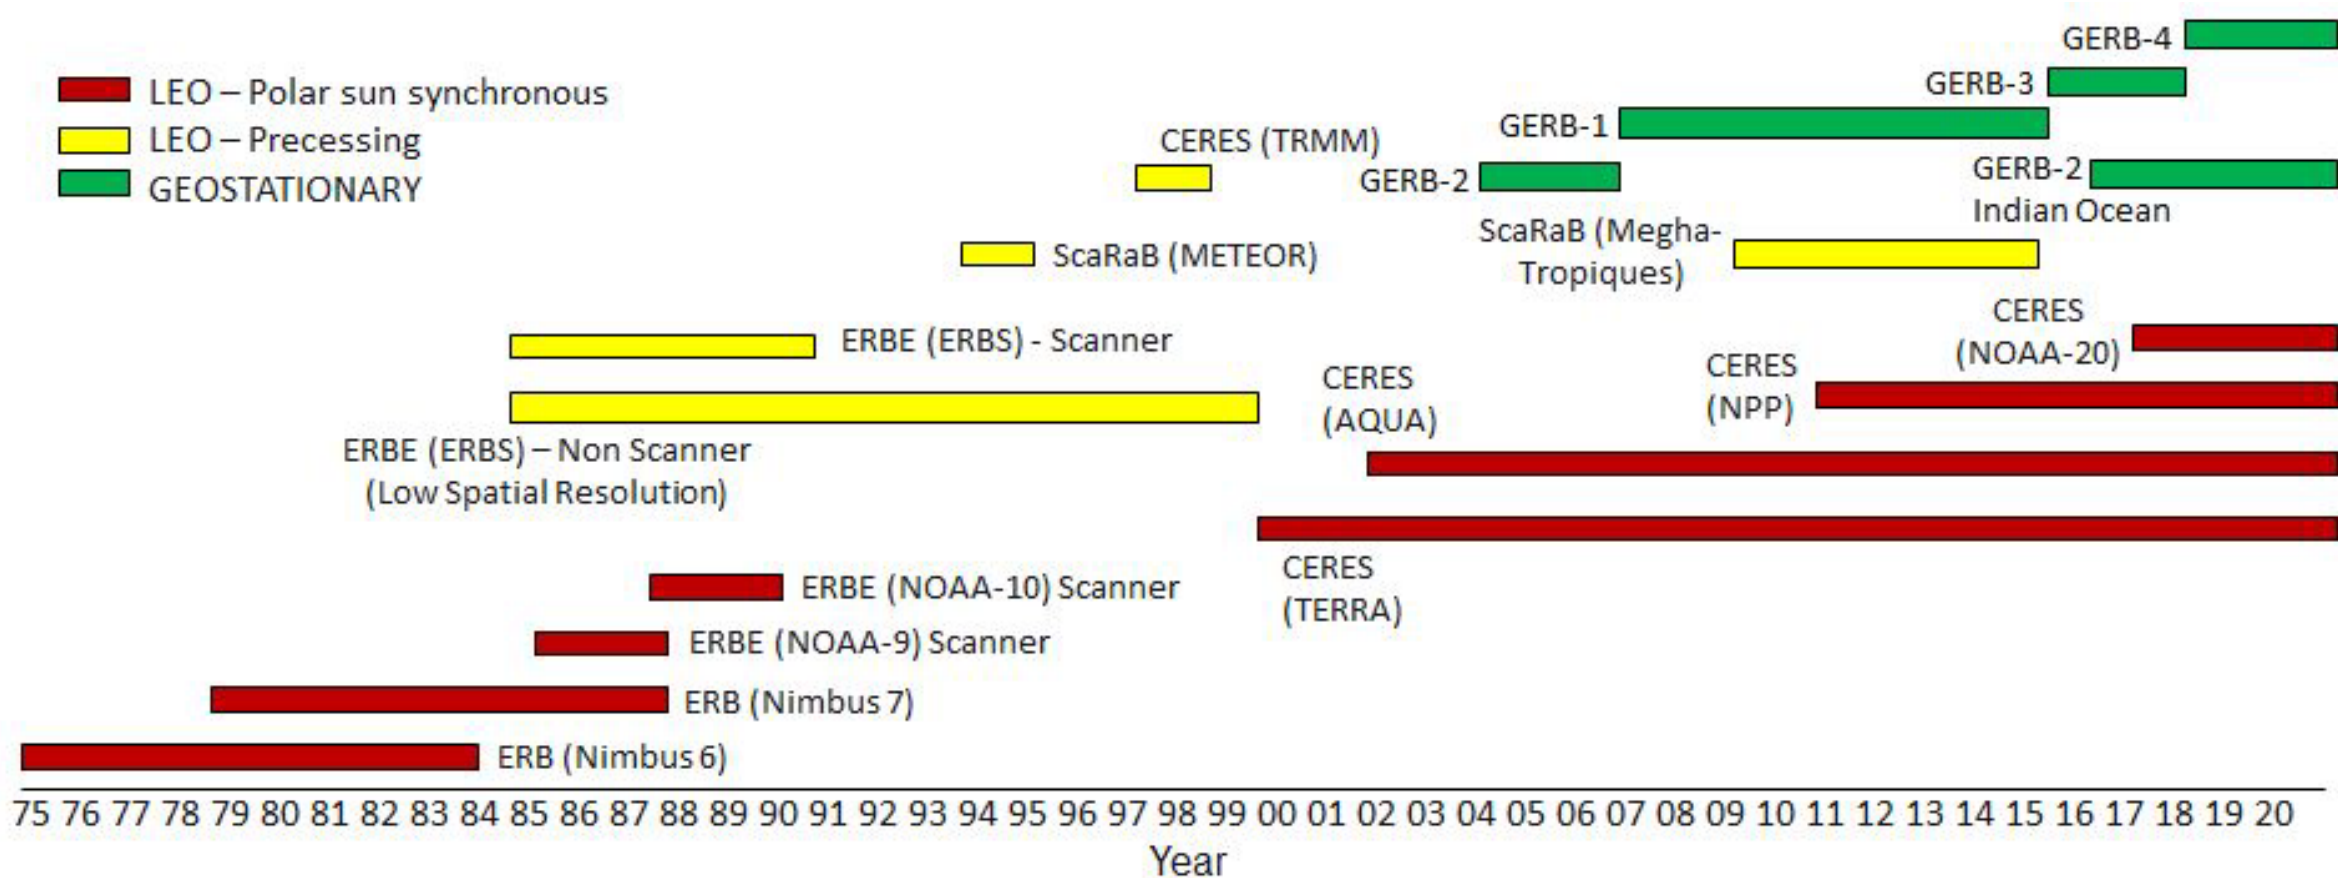 GERB-4
GERB-3
LEO – Polar sun synchronous
LEO – Precessing
GEOSTATIONARY
GERB-1
CERES (TRMM)
GERB-2
GERB-2
Indian Ocean
ScaRaB (Megha-
Tropiques)
ScaRaB (METEOR)
CERES
(NOAA-20)
ERBE (ERBS) - Scanner
CERES
(NPP)
CERES
(AQUA)
ERBE (ERBS) – Non Scanner
(Low Spatial Resolution)
CERES
(TERRA)
ERBE (NOAA-10) Scanner
ERBE (NOAA-9) Scanner
ERB (Nimbus 7)
ERB (Nimbus 6)
75 76 77 78 79 80 81 82 83 84 85 86 87 88 89 90 91 92 93 94 95 96 97 98 99 00 01 02 03 04 05 06 07 08 09 10 11 12 13 14 15 16 17 18 19 20
Year